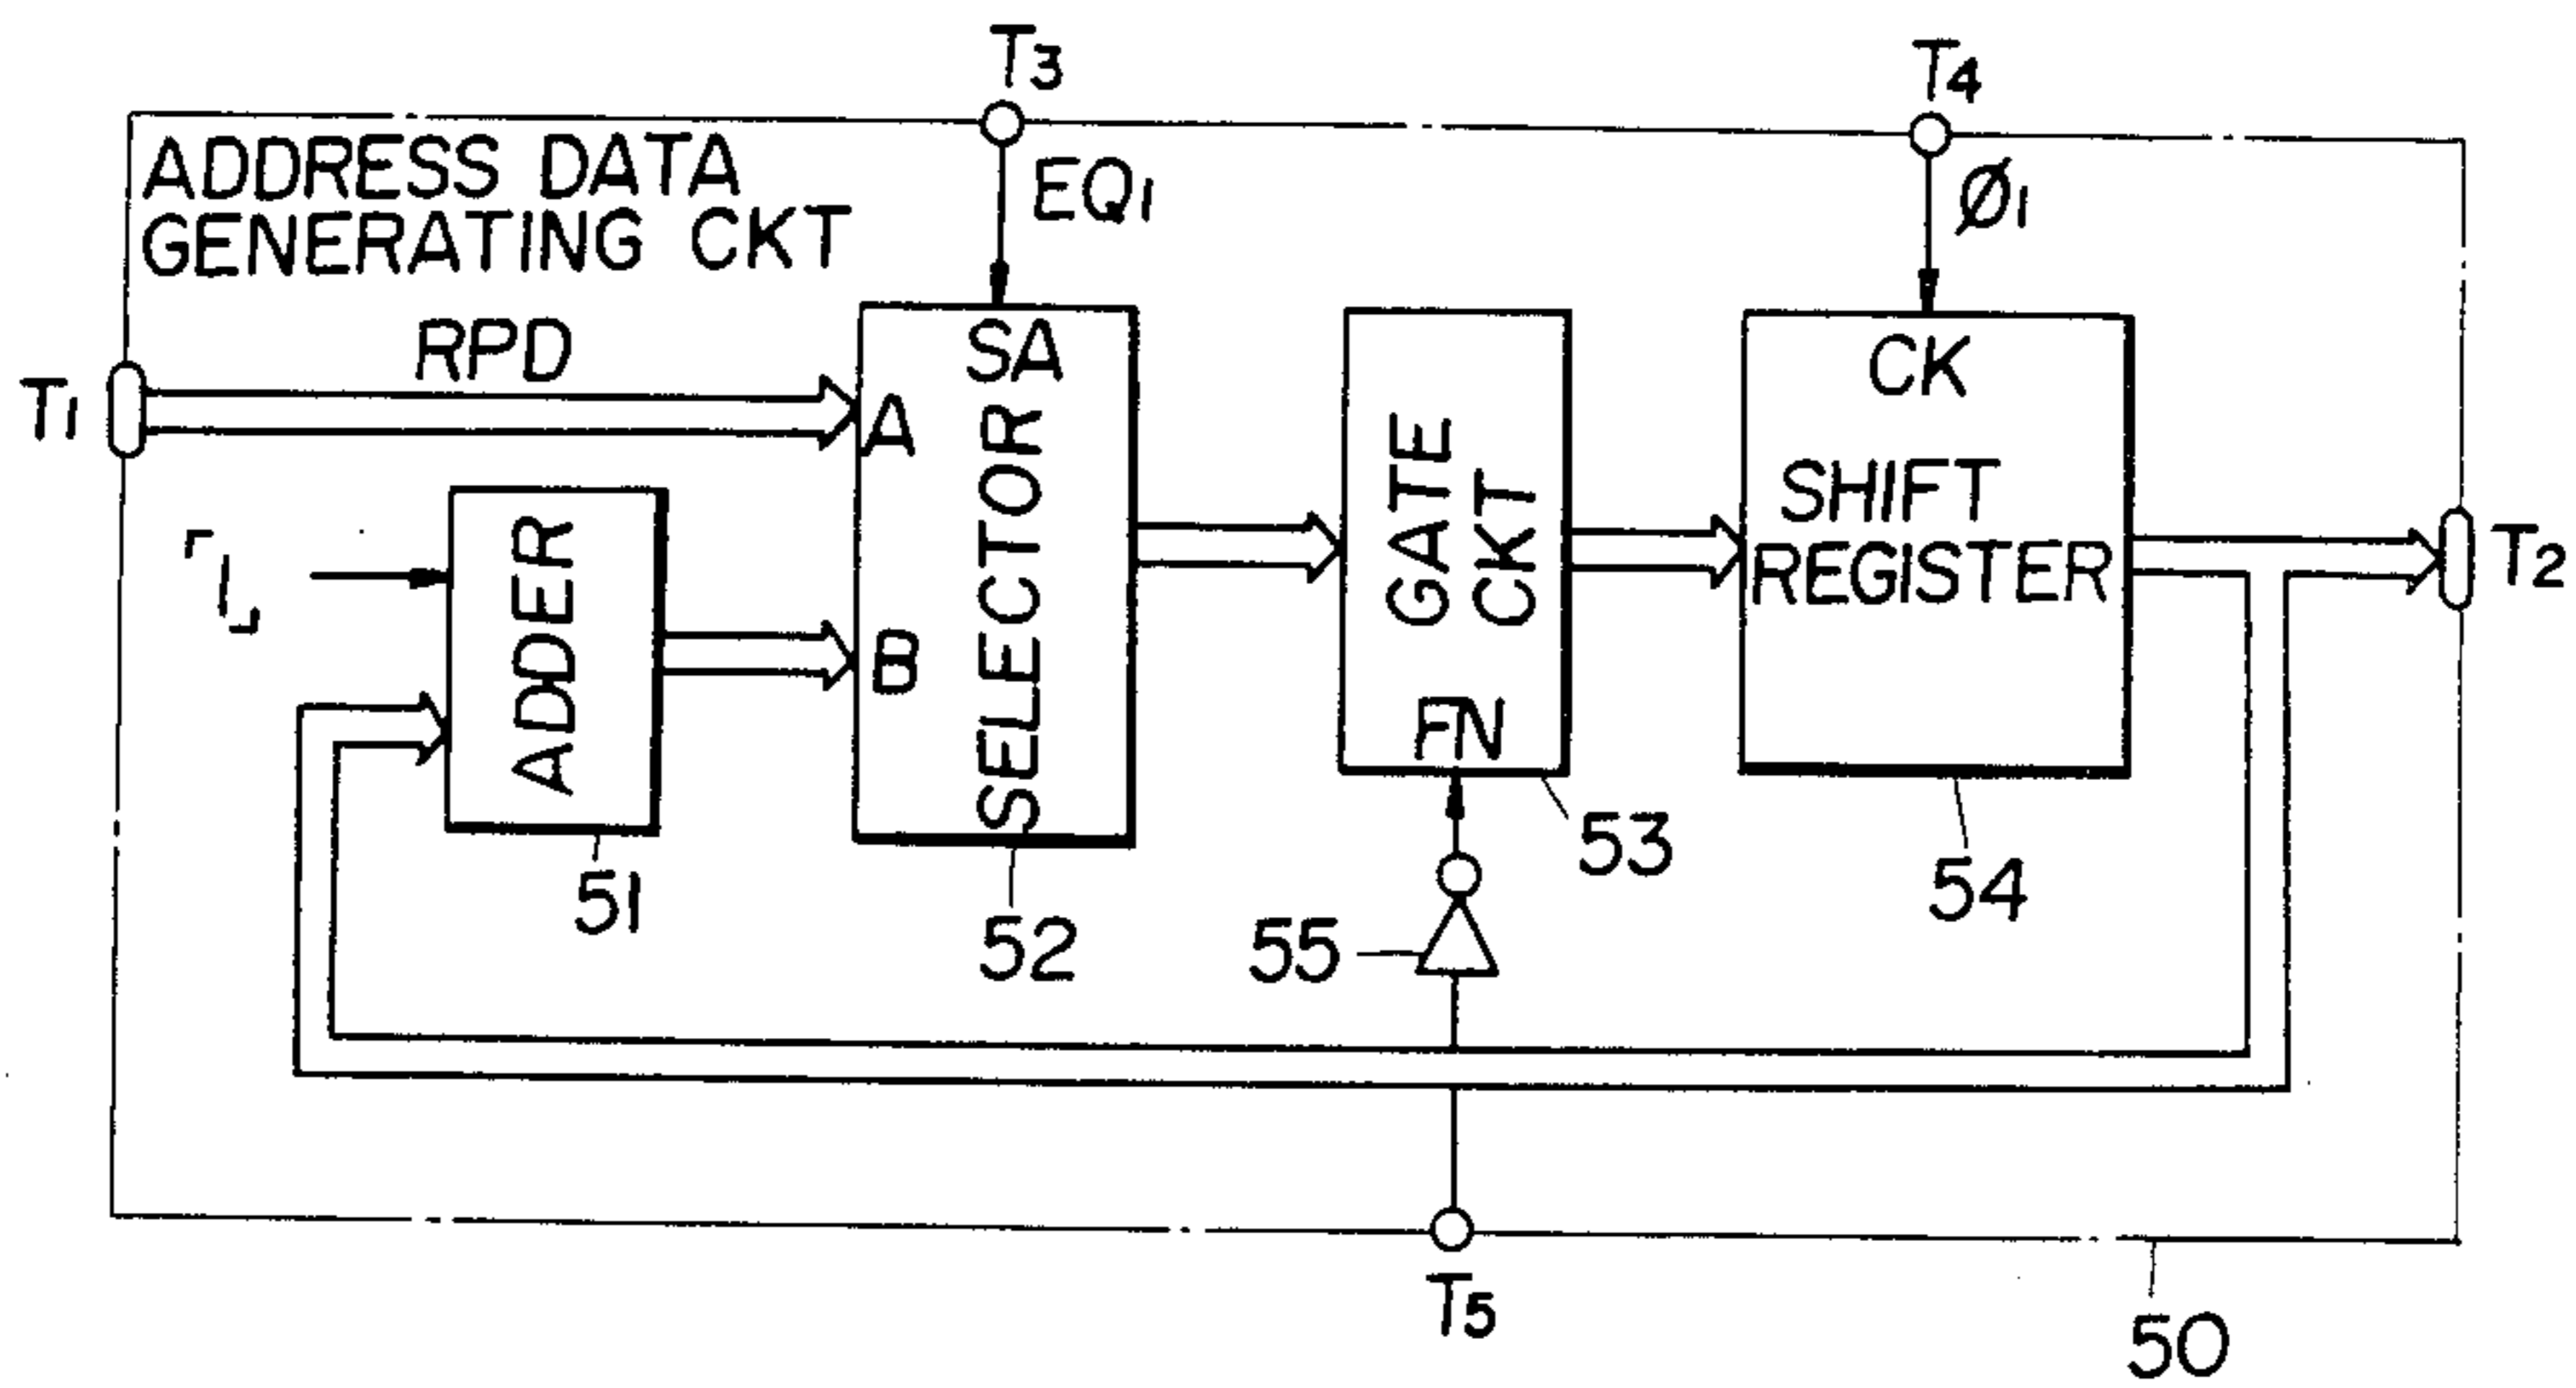 T3
T4
ADDRESS DATA
GENERATING CKT
EQ1
Ø1
RPD
T1
SA
A
B
SELECTOR
「1」
ADDER
GATE
CKT
FN
CK
SHIFT
REGISTER
T2
51
52
53
54
55
T5
50